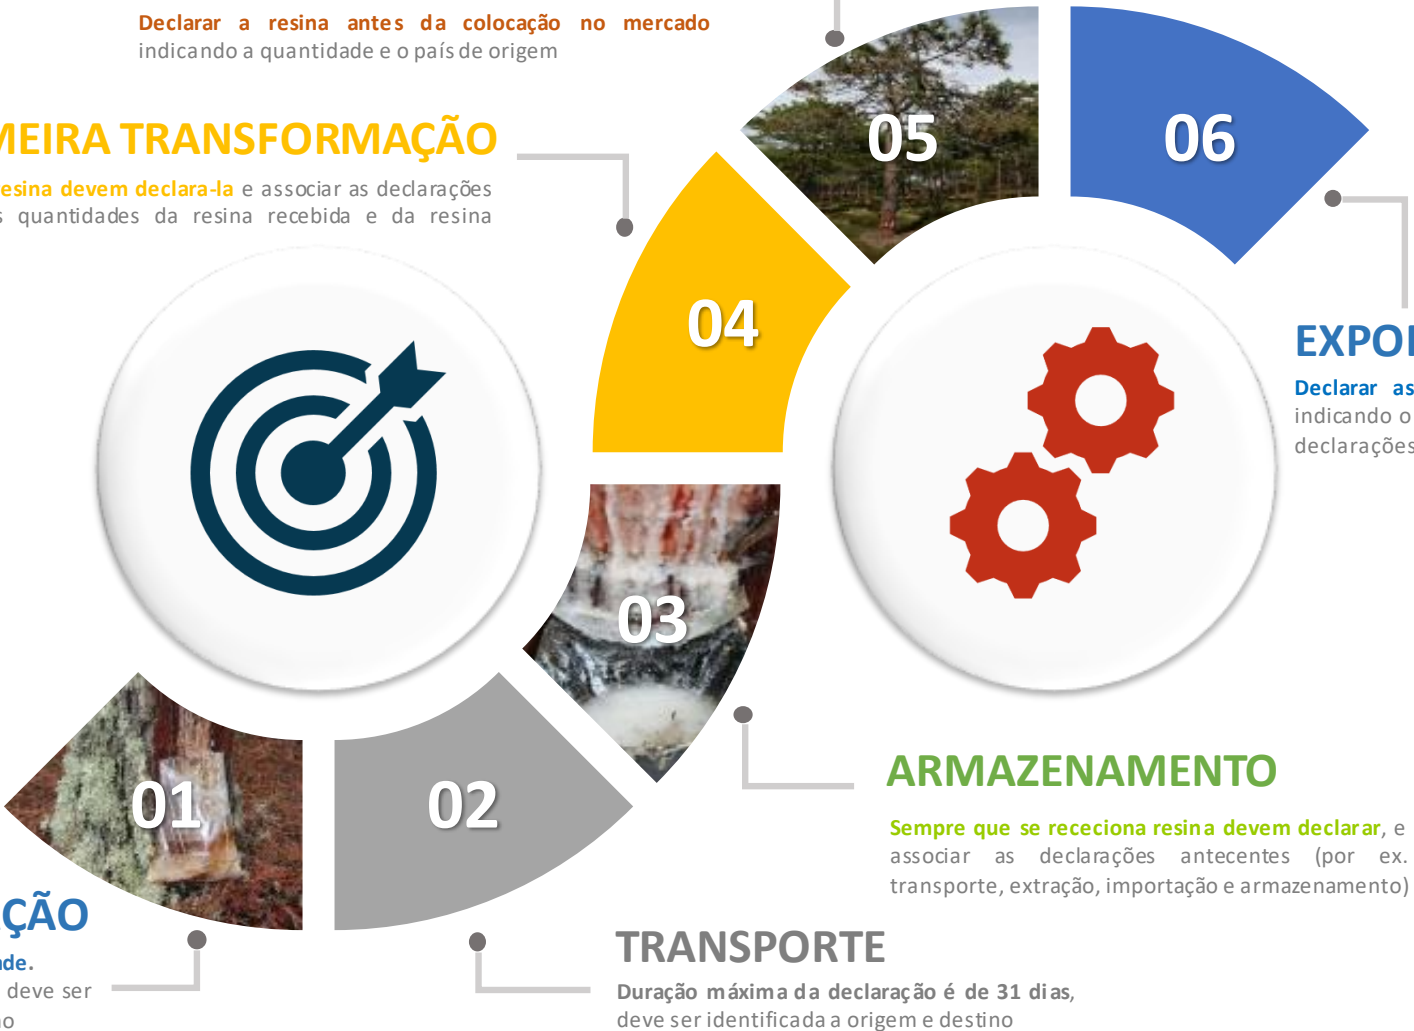 Declarar a resina antes da colocação no mercado
indicando a quantidade e o país de origem
MEIRA TRANSFORMAÇÃO
esina devem declara-la e associar as declarações
s quantidades da resina recebida e da resina
05
06
04
EXPO
Declarar as
indicando o
declarações
03
ARMAZENAMENTO
Sempre que se receciona resina devem declarar, e
associar as declarações antecentes (por ex.
transporte, extração, importação e armazenamento)
01
02
ÇÃO
de.
deve ser
o
TRANSPORTE
Duração máxima da declaração é de 31 dias,
deve ser identificada a origem e destino